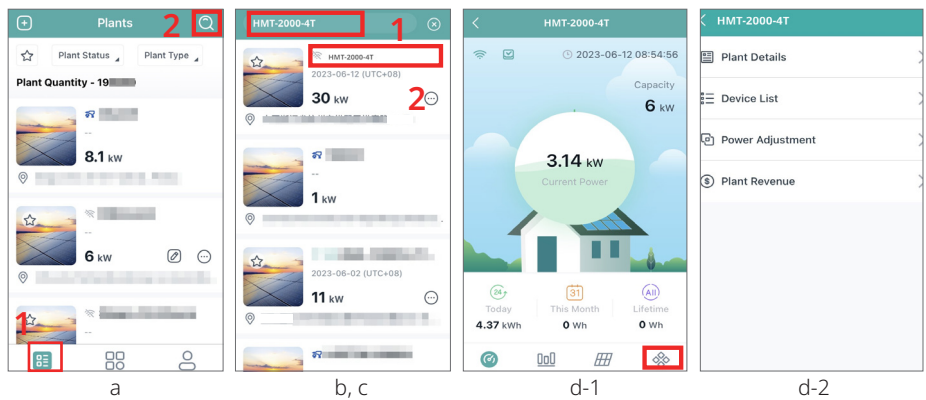 Plants
2
Plant Status
Plant Type
Plant Quantity - 19
--
8.1 kW
6 kW
1
--
a
HMT-2000-4T
1
HMT-2000-4T
2023-06-12 (UTC+08)
30 kW
2
--
1 kW
2023-06-02 (UTC+08)
11 kW
b, c
HMT-2000-4T
2023-06-12 08:54:56
Capacity
6 kW
3.14 kW
Current Power
24
31
All
Today
This Month
Lifetime
4.37 kWh
0 Wh
0 Wh
d-1
HMT-2000-4T
Plant Details
Device List
Power Adjustment
$ Plant Revenue
d-2